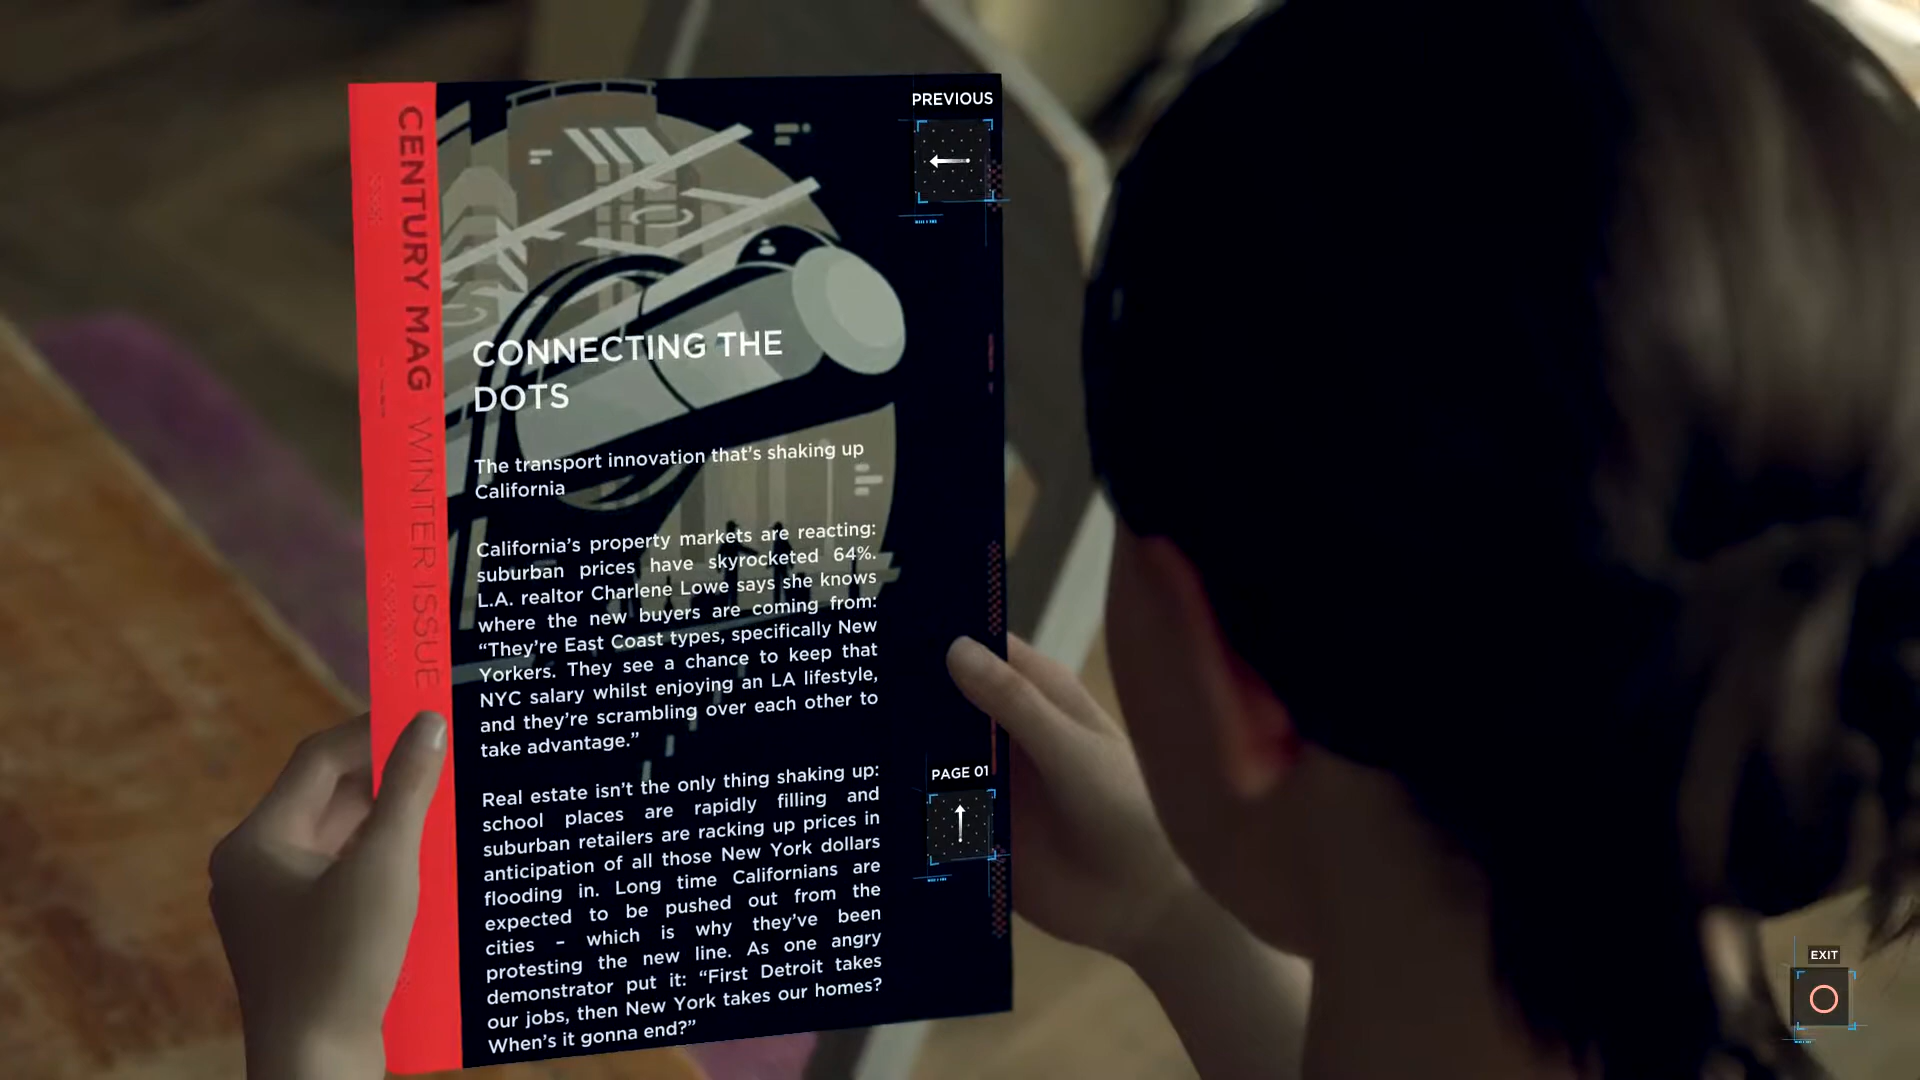 CENTURY MAG WINTER ISSUE
PREVIOUS
CONNECTING THE
DOTS
The transport innovation that's shaking up
California
California's property markets are reacting:
suburban prices have skyrocketed 64%.
L.A. realtor Charlene Lowe says she knows
where the new buyers are coming from:
“They're East Coast types, specifically New
Yorkers. They see a chance to keep that
NYC salary whilst enjoying an LA lifestyle,
and they're scrambling over each other to
take advantage.”
Real estate isn't the only thing shaking up:
school places are rapidly filling and
suburban retailers are racking up prices in
anticipation of all those New York dollars
flooding in. Long time Californians are
expected to be pushed out from the
cities – which is why they've been
protesting the new line. As one angry
demonstrator put it: “First Detroit takes
our jobs, then New York takes our homes?
When's it gonna end?”
PAGE 01
EXIT